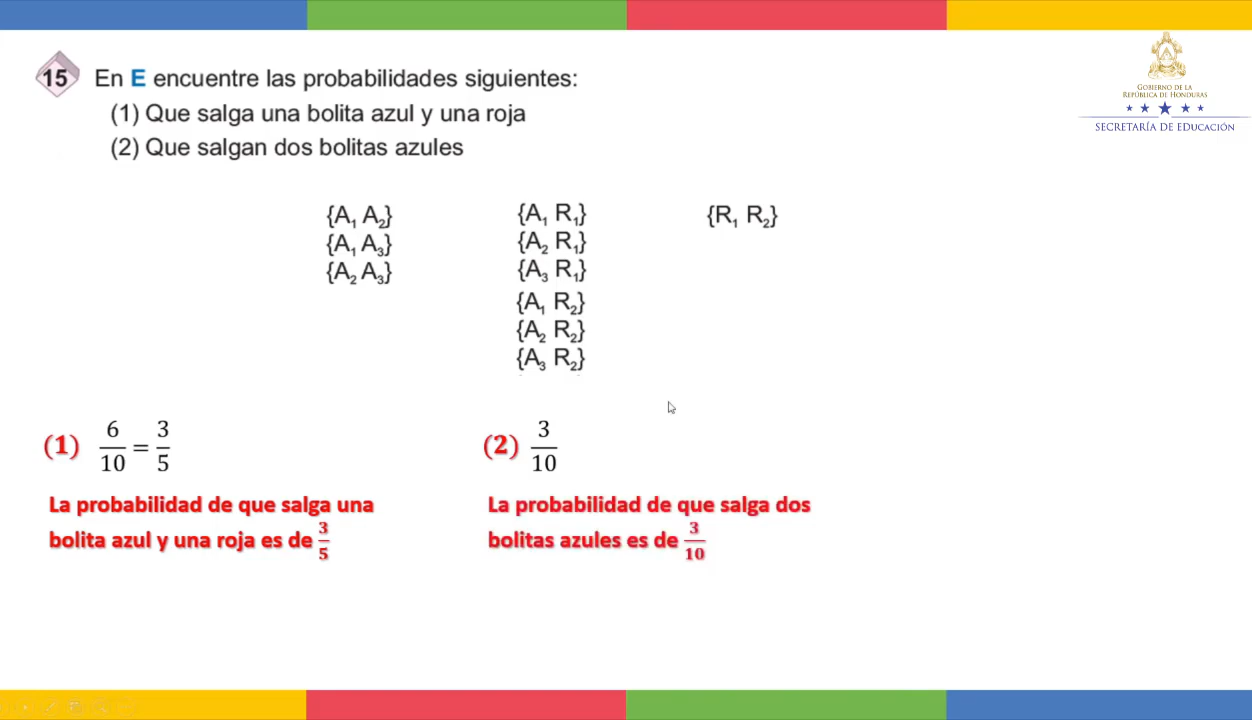 15 En E encuentre las probabilidades siguientes:
(1) Que salga una bolita azul y una roja
(2) Que salgan dos bolitas azules
GOBIERNO DE LA
REPÚBLICA DE HONDURAS
SECRETARÍA DE EDUCACIÓN
{A₁ A₂}
{A₁ A₃}
{A₂ A₃}
{A₁ R₁}
{A₂ R₁}
{A₃ R₁}
{A₁ R₂}
{A₂ R₂}
{A₃ R₂}
{R₁ R₂}
(1) 6/10 = 3/5
La probabilidad de que salga una
bolita azul y una roja es de 3/5
(2) 3/10
La probabilidad de que salga dos
bolitas azules es de 3/10